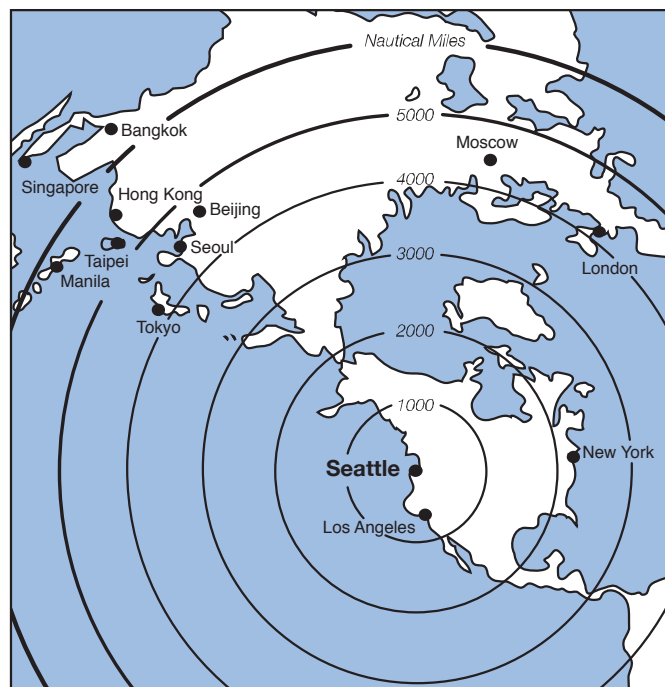 Nautical Miles
5000
Bangkok
Moscow
Singapore
4000
Hong Kong
Beijing
Taipei
Seoul
3000
London
Manila
Tokyo
2000
1000
New York
Seattle
Los Angeles